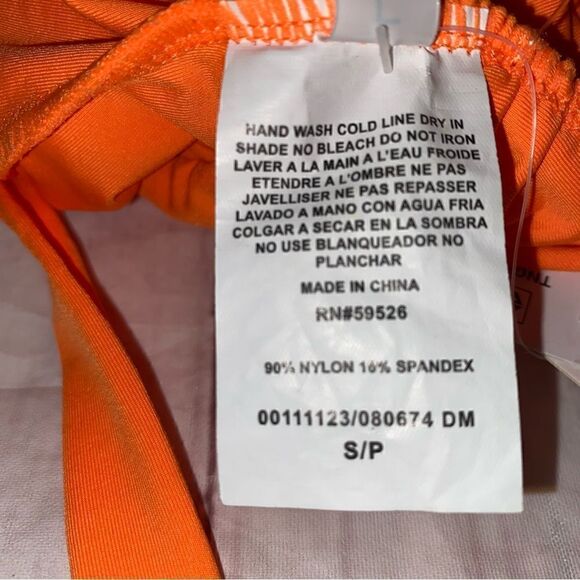 HAND WASH COLD LINE DRY IN
SHADE NO BLEACH DO NOT IRON
LAVER A LA MAIN A L'EAU FROIDE
ETENDRE A L'OMBRE NE PAS
JAVELLISER NE PAS REPASSER
LAVADO A MANO CON AGUA FRIA
COLGAR A SECAR EN LA SOMBRA
NO USE BLANQUEADOR NO
PLANCHAR
MADE IN CHINA
RN#59526
90% NYLON 10% SPANDEX
00111123/080674 DM
S/P